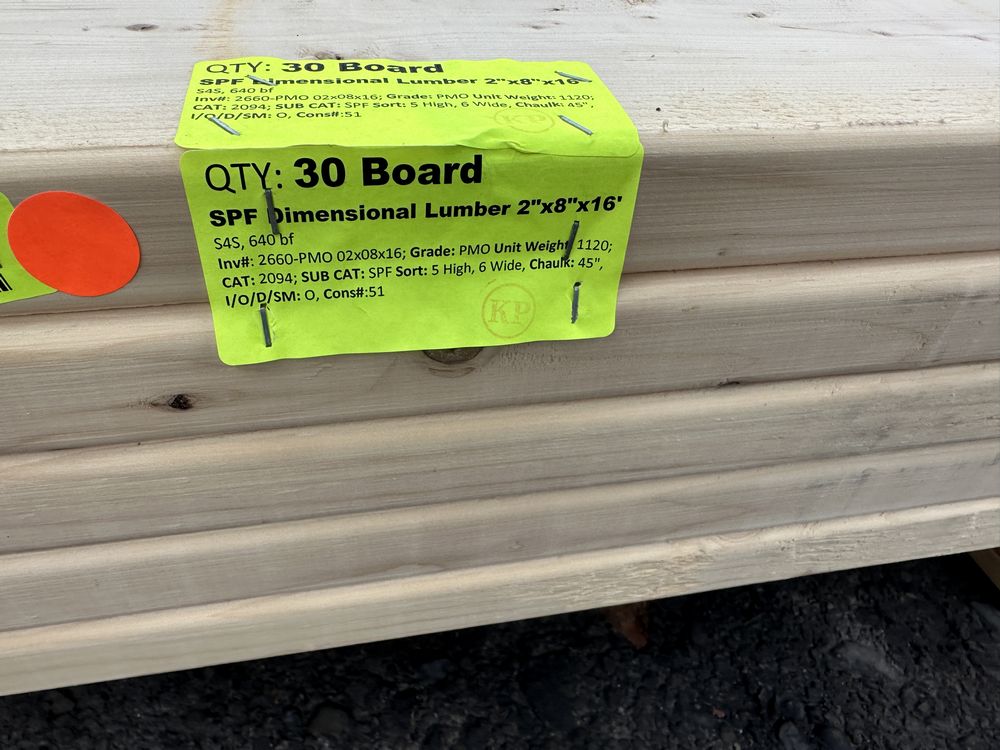 QTY: 30 Board
SPF Dimensional Lumber 2"x8"x16'
S4S, 640 bf
Inv#: 2660-PMO 02x08x16; Grade: PMO Unit Weight: 1120;
CAT: 2094; SUB CAT: SPF Sort: 5 High, 6 Wide, Chaulk: 45",
I/O/D/SM: O, Cons#:51
QTY: 30 Board
SPF Dimensional Lumber 2"x8"x16'
S4S, 640 bf
Inv#: 2660-PMO 02x08x16; Grade: PMO Unit Weight: 1120;
CAT: 2094; SUB CAT: SPF Sort: 5 High, 6 Wide, Chaulk: 45",
I/O/D/SM: O, Cons#:51
KP